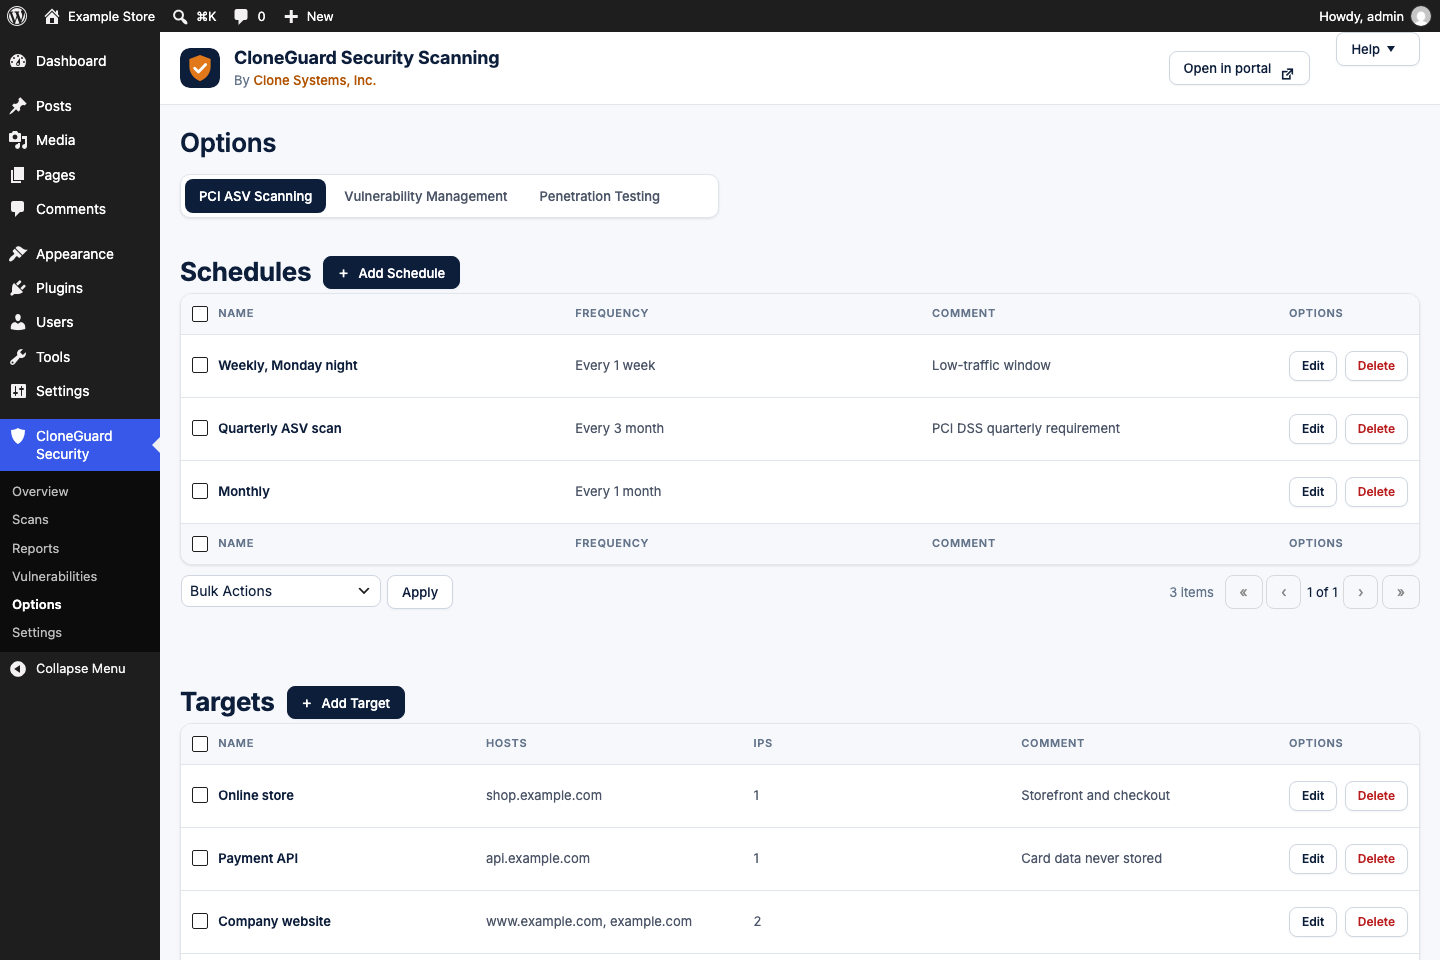 Example Store
⌘K
0
New
Howdy, admin
Dashboard
Posts
Media
Pages
Comments
Appearance
Plugins
Users
Tools
Settings
CloneGuard
Security
Overview
Scans
Reports
Vulnerabilities
Options
Settings
Collapse Menu
CloneGuard Security Scanning
By Clone Systems, Inc.
Open in portal
Help ▼
Options
PCI ASV Scanning Vulnerability Management Penetration Testing
Schedules + Add Schedule
NAME FREQUENCY COMMENT OPTIONS
Weekly, Monday night Every 1 week Low-traffic window Edit Delete
Quarterly ASV scan Every 3 month PCI DSS quarterly requirement Edit Delete
Monthly Every 1 month Edit Delete
NAME FREQUENCY COMMENT OPTIONS
Bulk Actions Apply 3 items « ‹ 1 of 1 › »
Targets + Add Target
NAME HOSTS IPS COMMENT OPTIONS
Online store shop.example.com 1 Storefront and checkout Edit Delete
Payment API api.example.com 1 Card data never stored Edit Delete
Company website www.example.com, example.com 2 Edit Delete